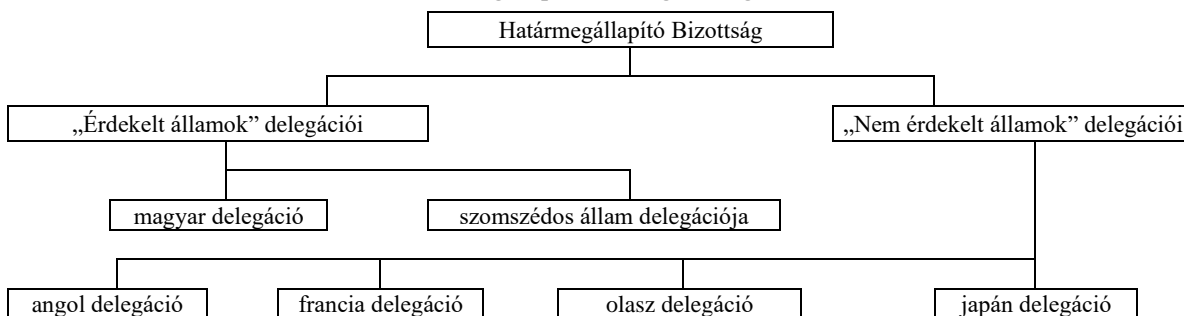 Határmegállapító Bizottság
„Érdekelt államok” delegációi
„Nem érdekelt államok” delegációi
magyar delegáció
szomszédos állam delegációja
angol delegáció
francia delegáció
olasz delegáció
japán delegáció